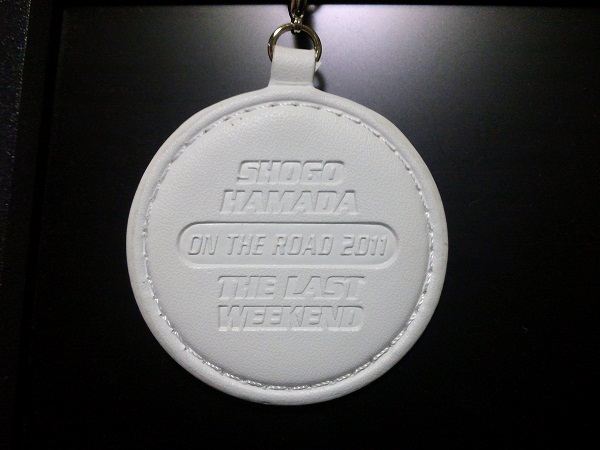 SHOGO
HAMADA
ON THE ROAD 2011
THE LAST
WEEKEND